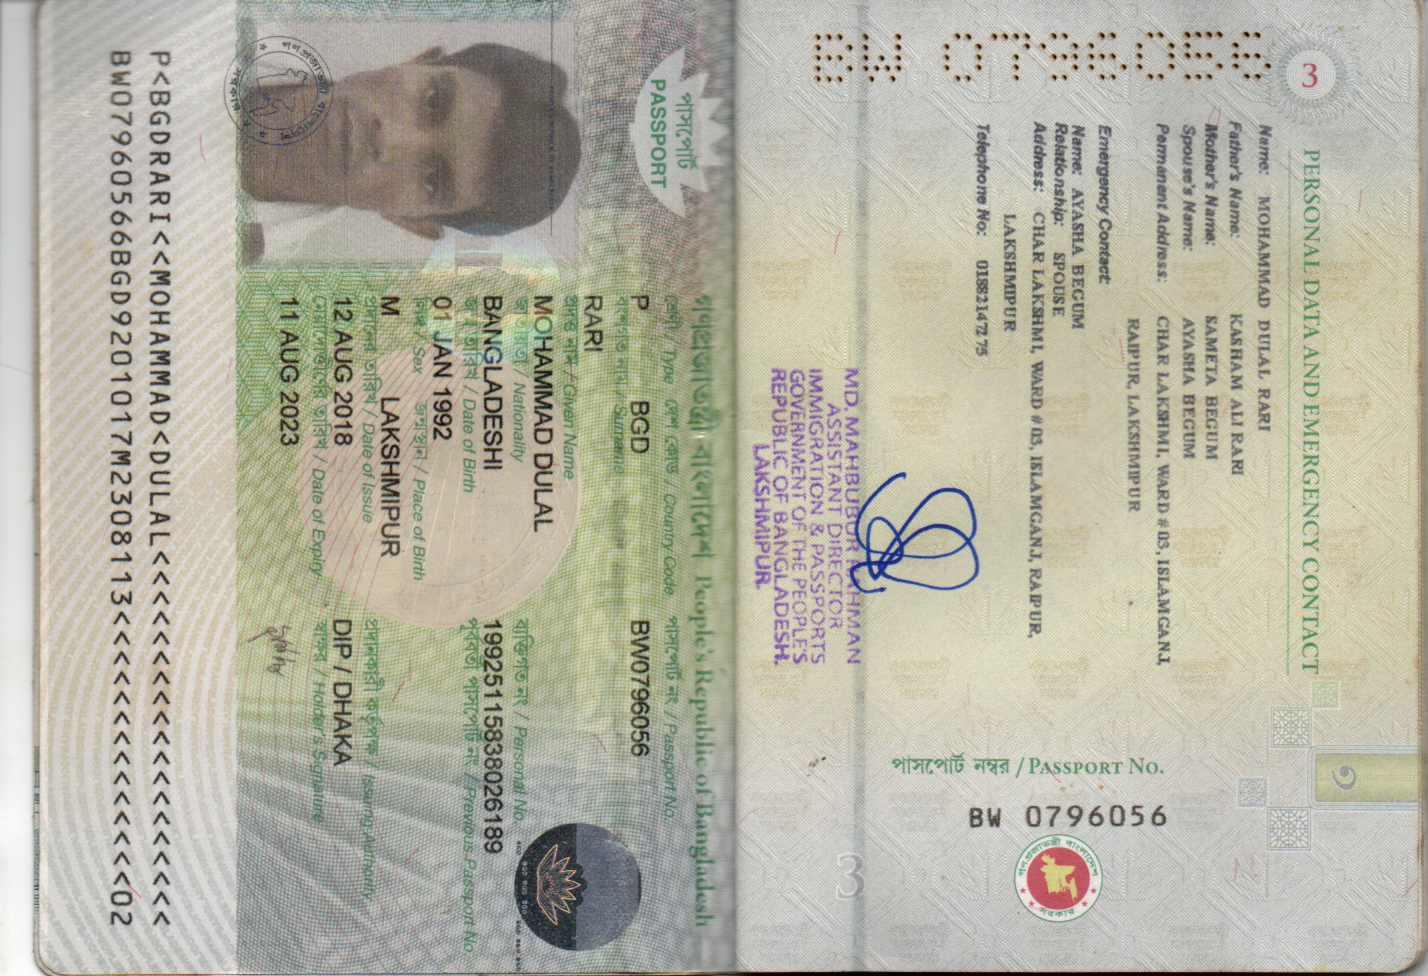 3
BW 0796056
PERSONAL DATA AND EMERGENCY CONTACT
Name: MOHAMMAD DULAL RARI
Father's Name: KASHAM ALI RARI
Mother's Name: SAMETA BEGUM
Spouse's Name: AYASHA BEGUM
Permanent Address: CHAR LAKSHMI, WARD # 03, ISLAMGANJ,
RAIPUR, LAKSHMIPUR
Emergency Contact:
Name: AYASHA BEGUM
Relationship: SPOUSE
Address: CHAR LAKSHMI, WARD # 03, ISLAMGANJ, RAIPUR,
LAKSHMIPUR
Telephone No: 01882147275
MD. MAHBUBUR RAHMAN
ASSISTANT DIRECTOR
IMMIGRATION & PASSPORTS
GOVERNMENT OF THE PEOPLE'S
REPUBLIC OF BANGLADESH.
LAKSHMIPUR.
৩
পাসপোর্ট নম্বর / PASSPORT NO.
BW 0796056
গণপ্রজাতন্ত্রী বাংলাদেশ
সরকার
3
গণপ্রজাতন্ত্রী বাংলাদেশ People's Republic of Bangladesh
পাসপোর্ট
PASSPORT
শ্রেণী / Type দেশ কোড / Country Code পাসপোর্ট নং / Passport No.
P BGD BW0796056
বংশগত নাম / Surname
RARI
প্রদত্ত নাম / Given Name
MOHAMMAD DULAL
জাতীয়তা / Nationality ব্যক্তিগত নং / Personal No.
BANGLADESHI 19925115838026189
জন্ম তারিখ / Date of Birth পূর্ববর্তী পাসপোর্ট নং / Previous Passport No.
01 JAN 1992
লিঙ্গ / Sex জন্মস্থান / Place of Birth
M LAKSHMIPUR
প্রদানের তারিখ / Date of Issue প্রদানকারী কর্তৃপক্ষ / Issuing Authority
12 AUG 2018 DIP / DHAKA
মেয়াদোত্তীর্ণের তারিখ / Date of Expiry স্বাক্ষর / Holder's Signature
11 AUG 2023
P<BGDRARI<<MOHAMMAD<DULAL<<<<<<<<<<<<<<<<<<<
BW07960566BGD9201017M2308113<<<<<<<<<<<<<<02